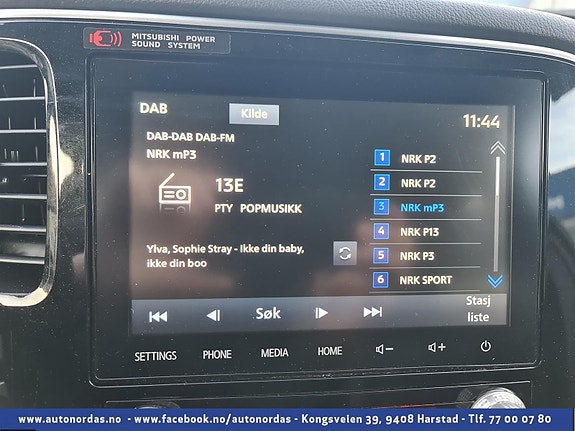 MITSUBISHI POWER
SOUND SYSTEM
DAB
Kilde
11:44
DAB-DAB DAB-FM
NRK mP3
13E
PTY POPMUSIKK
Ylva, Sophie Stray - Ikke din baby,
ikke din boo
1 NRK P2
2 NRK P2
3 NRK mP3
4 NRK P13
5 NRK P3
6 NRK SPORT
Søk
Stasj
liste
SETTINGS PHONE MEDIA HOME
www.autonordas.no - www.facebook.no/autonordas - Kongsveien 39, 9408 Harstad - Tlf. 77 00 07 80